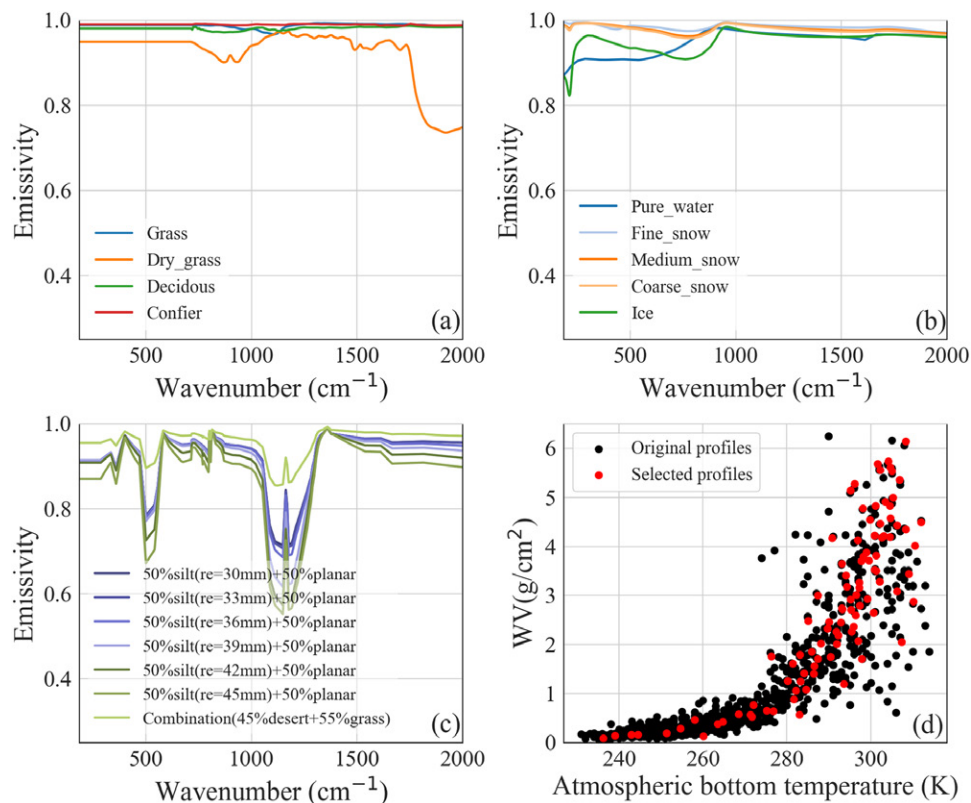 1.0
0.8
0.6
0.4
Emissivity
Grass
Dry_grass
Decidous
Confier
(a)
500 1000 1500 2000
Wavenumber (cm⁻¹)
1.0
0.8
0.6
0.4
Emissivity
Pure_water
Fine_snow
Medium_snow
Coarse_snow
Ice
(b)
500 1000 1500 2000
Wavenumber (cm⁻¹)
1.0
0.8
0.6
0.4
Emissivity
50%silt(re=30mm)+50%planar
50%silt(re=33mm)+50%planar
50%silt(re=36mm)+50%planar
50%silt(re=39mm)+50%planar
50%silt(re=42mm)+50%planar
50%silt(re=45mm)+50%planar
Combination(45%desert+55%grass)
(c)
500 1000 1500 2000
Wavenumber (cm⁻¹)
Original profiles
Selected profiles
6
5
4
3
2
1
0
WV(g/cm²)
(d)
240 260 280 300
Atmospheric bottom temperature (K)